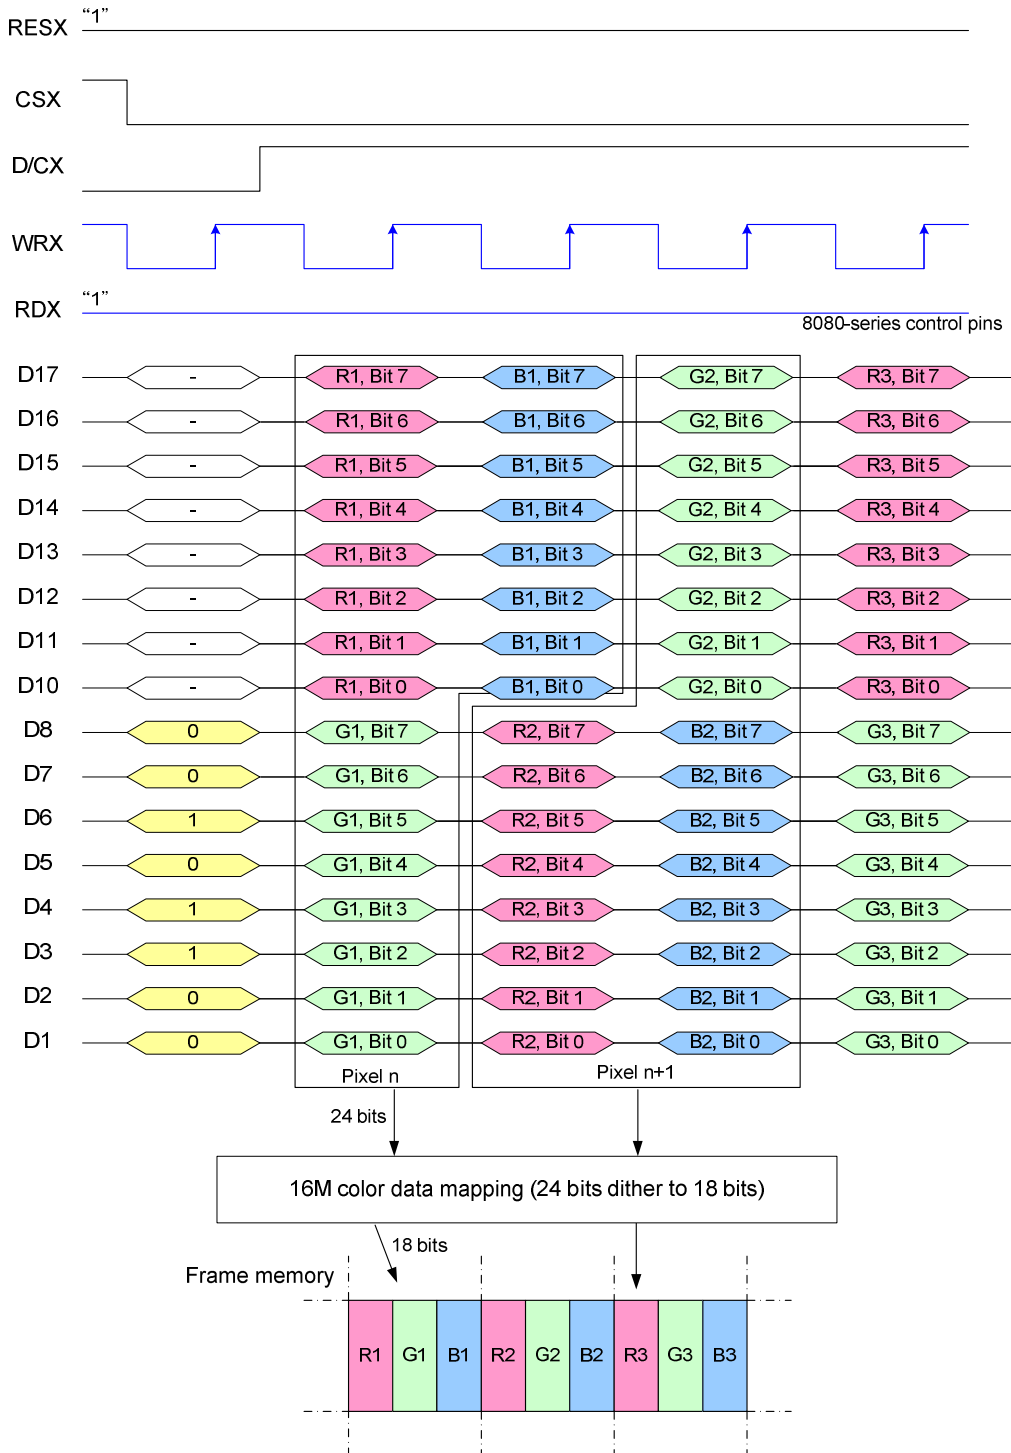 RESX “1”
CSX
D/CX
WRX
RDX “1”
8080-series control pins
D17 - R1, Bit 7 B1, Bit 7 G2, Bit 7 R3, Bit 7
D16 - R1, Bit 6 B1, Bit 6 G2, Bit 6 R3, Bit 6
D15 - R1, Bit 5 B1, Bit 5 G2, Bit 5 R3, Bit 5
D14 - R1, Bit 4 B1, Bit 4 G2, Bit 4 R3, Bit 4
D13 - R1, Bit 3 B1, Bit 3 G2, Bit 3 R3, Bit 3
D12 - R1, Bit 2 B1, Bit 2 G2, Bit 2 R3, Bit 2
D11 - R1, Bit 1 B1, Bit 1 G2, Bit 1 R3, Bit 1
D10 - R1, Bit 0 B1, Bit 0 G2, Bit 0 R3, Bit 0
D8 0 G1, Bit 7 R2, Bit 7 B2, Bit 7 G3, Bit 7
D7 0 G1, Bit 6 R2, Bit 6 B2, Bit 6 G3, Bit 6
D6 1 G1, Bit 5 R2, Bit 5 B2, Bit 5 G3, Bit 5
D5 0 G1, Bit 4 R2, Bit 4 B2, Bit 4 G3, Bit 4
D4 1 G1, Bit 3 R2, Bit 3 B2, Bit 3 G3, Bit 3
D3 1 G1, Bit 2 R2, Bit 2 B2, Bit 2 G3, Bit 2
D2 0 G1, Bit 1 R2, Bit 1 B2, Bit 1 G3, Bit 1
D1 0 G1, Bit 0 R2, Bit 0 B2, Bit 0 G3, Bit 0
Pixel n Pixel n+1
24 bits
16M color data mapping (24 bits dither to 18 bits)
18 bits
Frame memory
R1 G1 B1 R2 G2 B2 R3 G3 B3